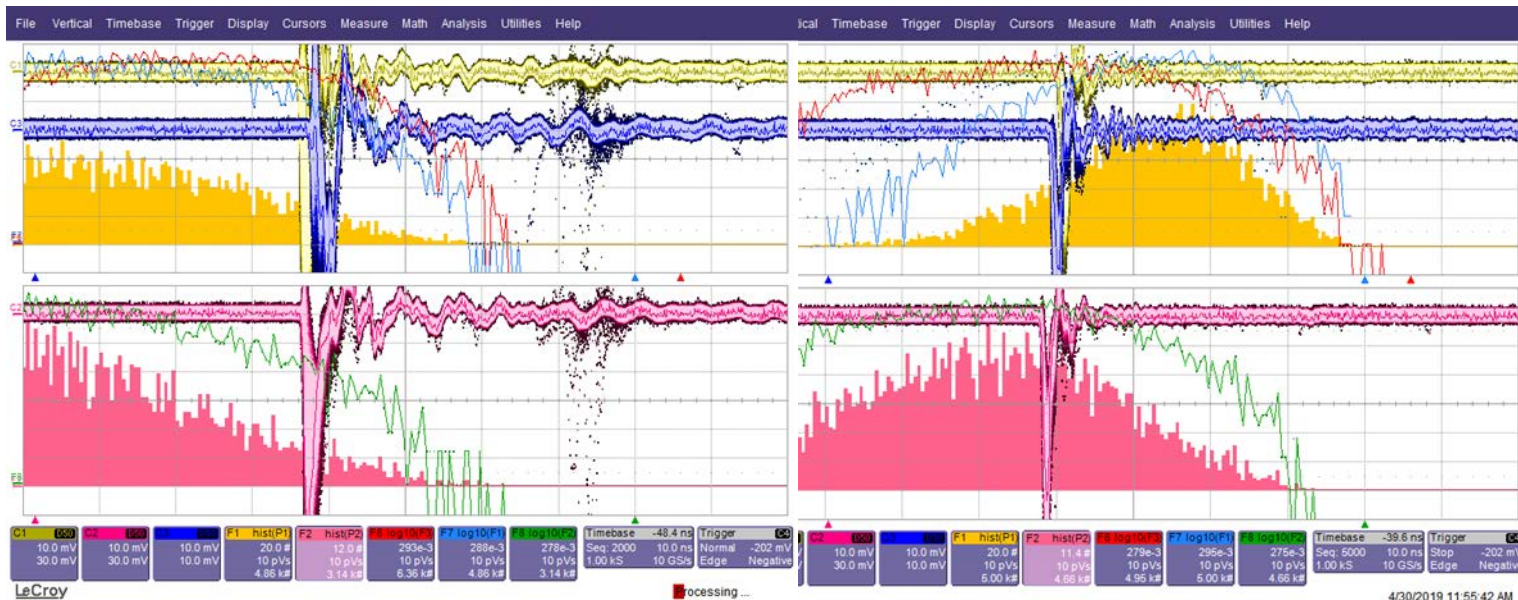 File Vertical Timebase Trigger Display Cursors Measure Math Analysis Utilities Help
C1
C3
C2
F8
C1 D50
10.0 mV
30.0 mV
C2 D50
10.0 mV
30.0 mV
10.0 mV
10.0 mV
F1 hist(P1)
20.0 #
10 pVs
4.86 k#
F2 hist(P2)
12.0 #
10 pVs
3.14 k#
F6 log10(F3)
293e-3
10 pVs
6.36 k#
F7 log10(F1)
288e-3
10 pVs
4.86 k#
F8 log10(F2)
278e-3
10 pVs
3.14 k#
Timebase -48.4 ns
Seq: 2000 10.0 ns
1.00 kS 10 GS/s
Trigger C4
Normal -202 mV
Edge Negative
LeCroy
Processing ...
ical Timebase Trigger Display Cursors Measure Math Analysis Utilities Help
C2 D50
10.0 mV
30.0 mV
10.0 mV
10.0 mV
F1 hist(P1)
20.0 #
10 pVs
5.00 k#
F2 hist(P2)
11.4 #
10 pVs
4.66 k#
F6 log10(F3)
279e-3
10 pVs
4.95 k#
F7 log10(F1)
295e-3
10 pVs
5.00 k#
F8 log10(F2)
275e-3
10 pVs
4.66 k#
Timebase -39.6 ns
Seq: 5000 10.0 ns
1.00 kS 10 GS/s
Trigger
Stop -202 mV
Edge Negative
4/30/2019 11:55:42 AM